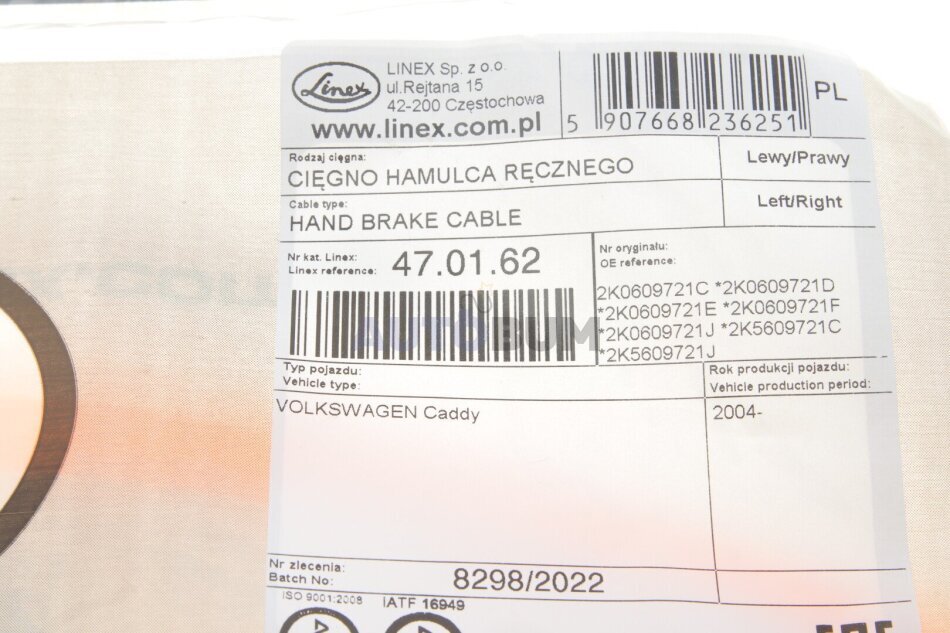 Linex
LINEX Sp. z o.o.
ul.Rejtana 15
42-200 Częstochowa
www.linex.com.pl
5 907668 236251
PL
Rodzaj cięgna:
CIĘGNO HAMULCA RĘCZNEGO
Lewy/Prawy
Cable type:
HAND BRAKE CABLE
Left/Right
Nr kat. Linex:
Linex reference:
47.01.62
Nr oryginału:
OE reference:
2K0609721C *2K0609721D
*2K0609721E *2K0609721F
*2K0609721J *2K5609721C
*2K5609721J
AUTOBUM
Typ pojazdu:
Vehicle type:
Rok produkcji pojazdu:
Vehicle production period:
VOLKSWAGEN Caddy
2004-
Nr zlecenia:
Batch No:
8298/2022
ISO 9001:2008
IATF 16949